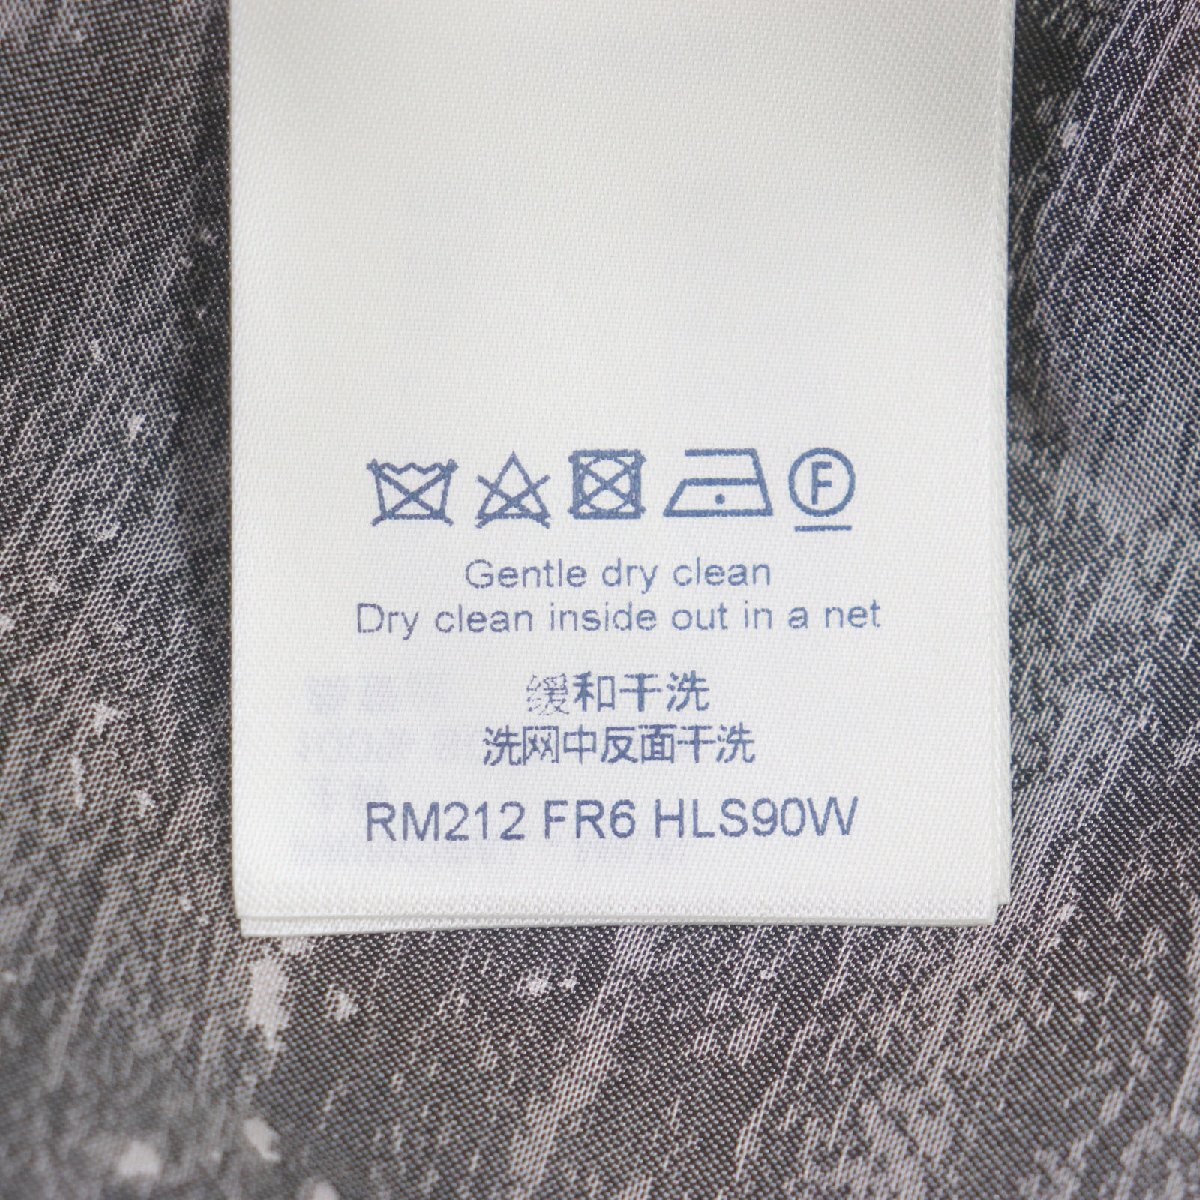 F
Gentle dry clean
Dry clean inside out in a net
缓和干洗
洗网中反面干洗
RM212 FR6 HLS90W